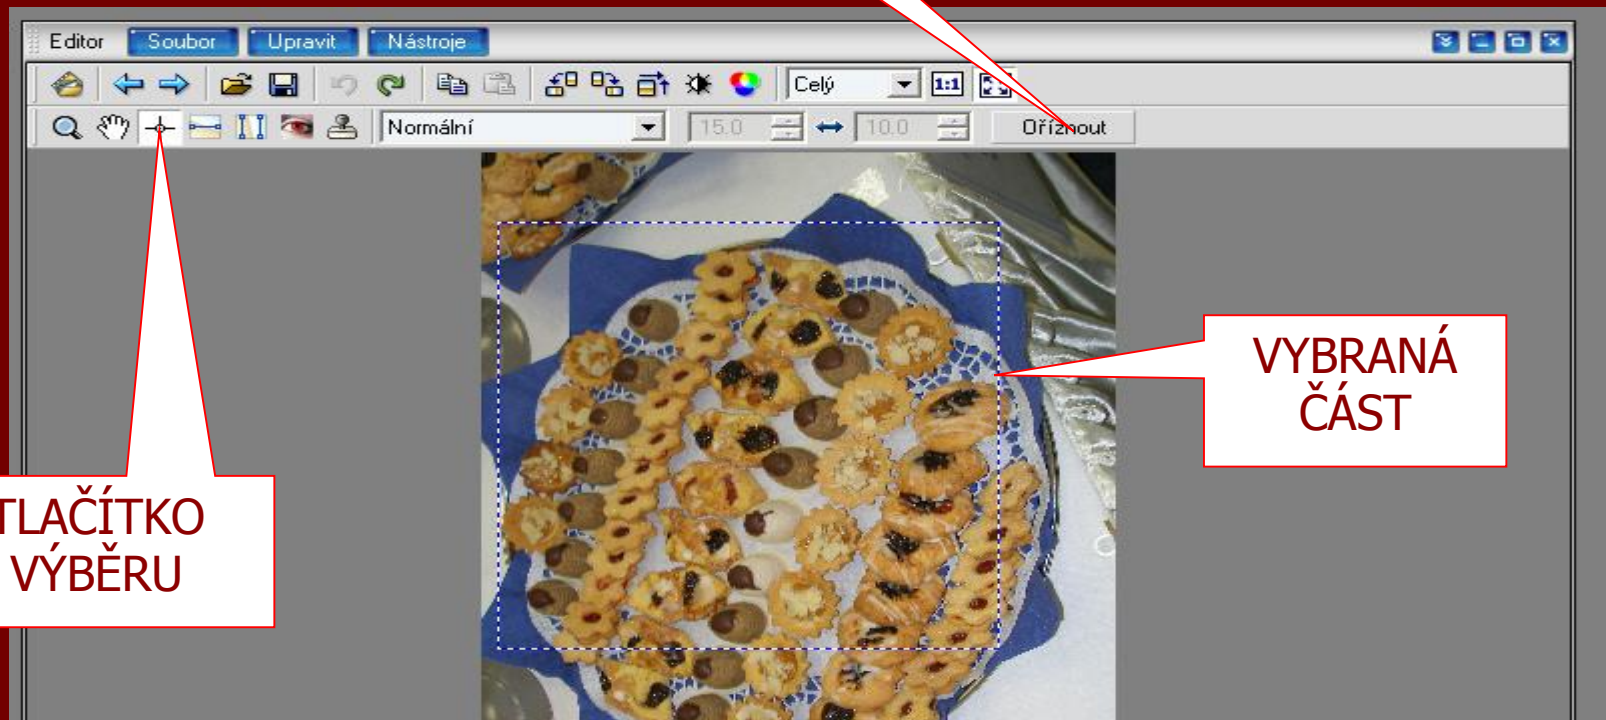 Editor Soubor Upravit Nástroje
Celý 1:1
Normální 15.0 10.0 Oříznout
VYBRANÁ
ČÁST
TLAČÍTKO
VÝBĚRU